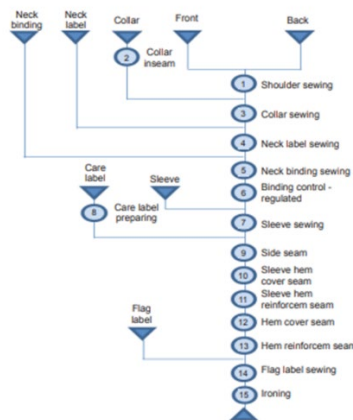 Neck
binding
Neck
label
Collar
Front
Back
2
Collar
inseam
1 Shoulder sewing
3 Collar sewing
4 Neck label sewing
5 Neck binding sewing
6 Binding control -
regulated
Care
label
Sleeve
8 Care label
preparing
7 Sleeve sewing
9 Side seam
10 Sleeve hem
cover seam
11 Sleeve hem
reinforcem seam
12 Hem cover seam
13 Hem reinforcem seam
Flag
label
14 Flag label sewing
15 Ironing